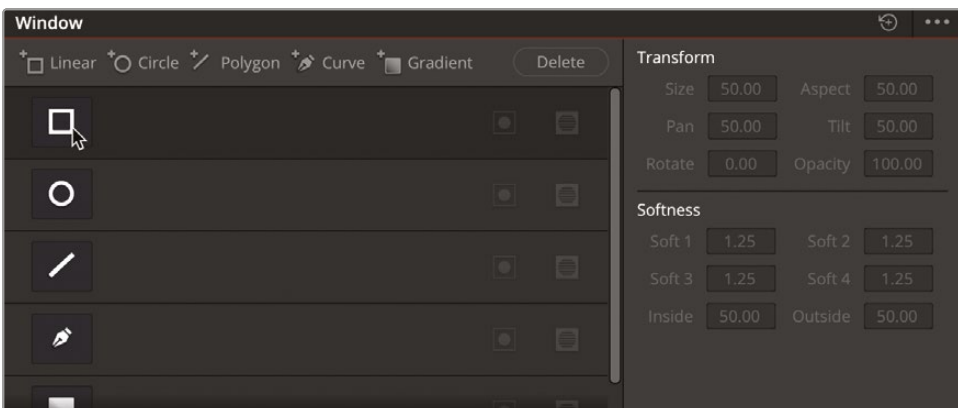 Window
Linear Circle Polygon Curve Gradient Delete
Transform
Size 50.00 Aspect 50.00
Pan 50.00 Tilt 50.00
Rotate 0.00 Opacity 100.00
Softness
Soft 1 1.25 Soft 2 1.25
Soft 3 1.25 Soft 4 1.25
Inside 50.00 Outside 50.00